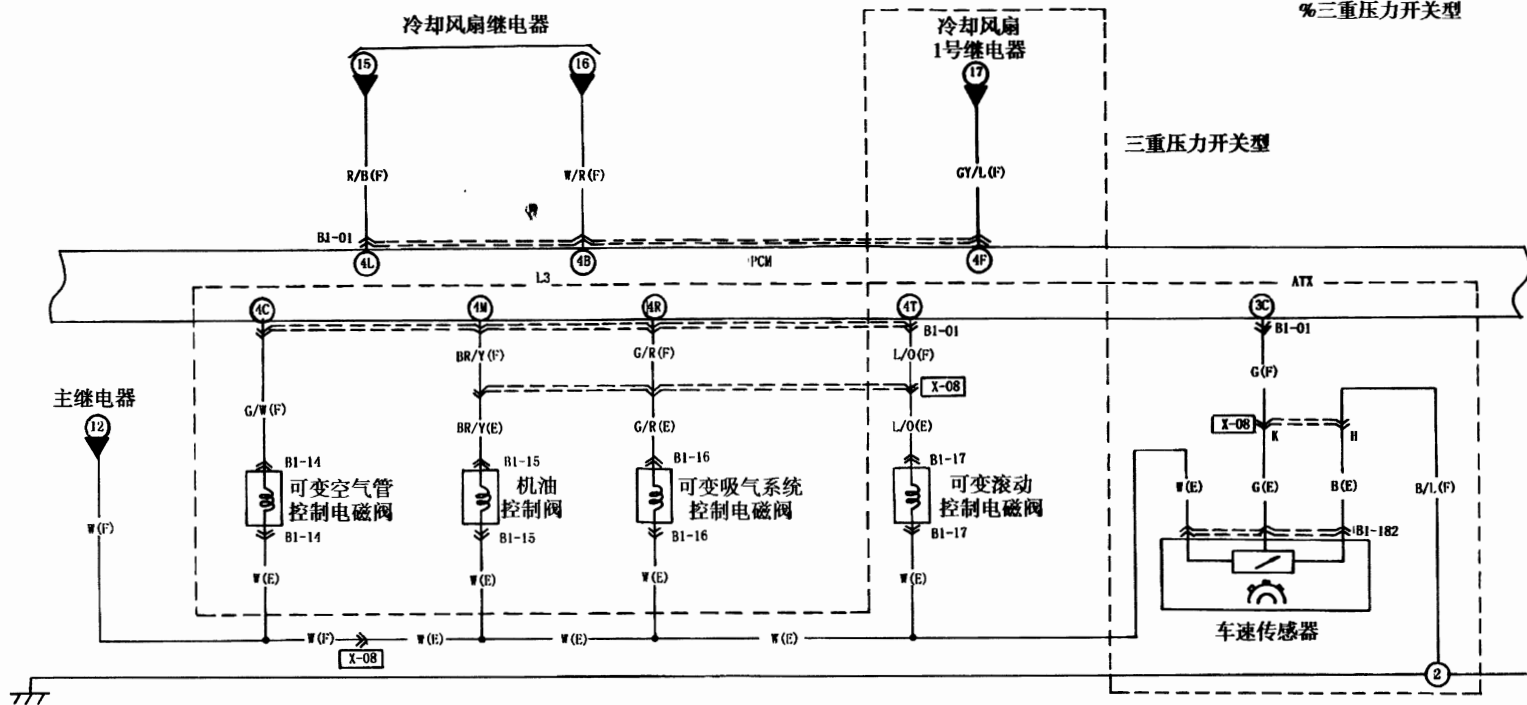 %三重压力开关型
冷却风扇继电器
冷却风扇
1号继电器
15
16
17
三重压力开关型
R/B(F)
W/R(F)
GY/L(F)
B1-01
4L
4B
PCM
4F
L3
ATX
4C
4M
4R
4T
3C
B1-01
B1-01
BR/Y(F)
G/R(F)
L/O(F)
G(F)
X-08
主继电器
12
G/W(F)
BR/Y(E)
G/R(E)
L/O(E)
X-08
K
H
B1-14
B1-15
B1-16
B1-17
可变空气管
控制电磁阀
机油
控制阀
可变吸气系统
控制电磁阀
可变滚动
控制电磁阀
W(E)
G(E)
B(E)
B/L(F)
W(F)
B1-14
B1-15
B1-16
B1-17
B1-182
W(E)
W(E)
W(E)
W(E)
车速传感器
W(F)
W(E)
W(E)
W(E)
X-08
2